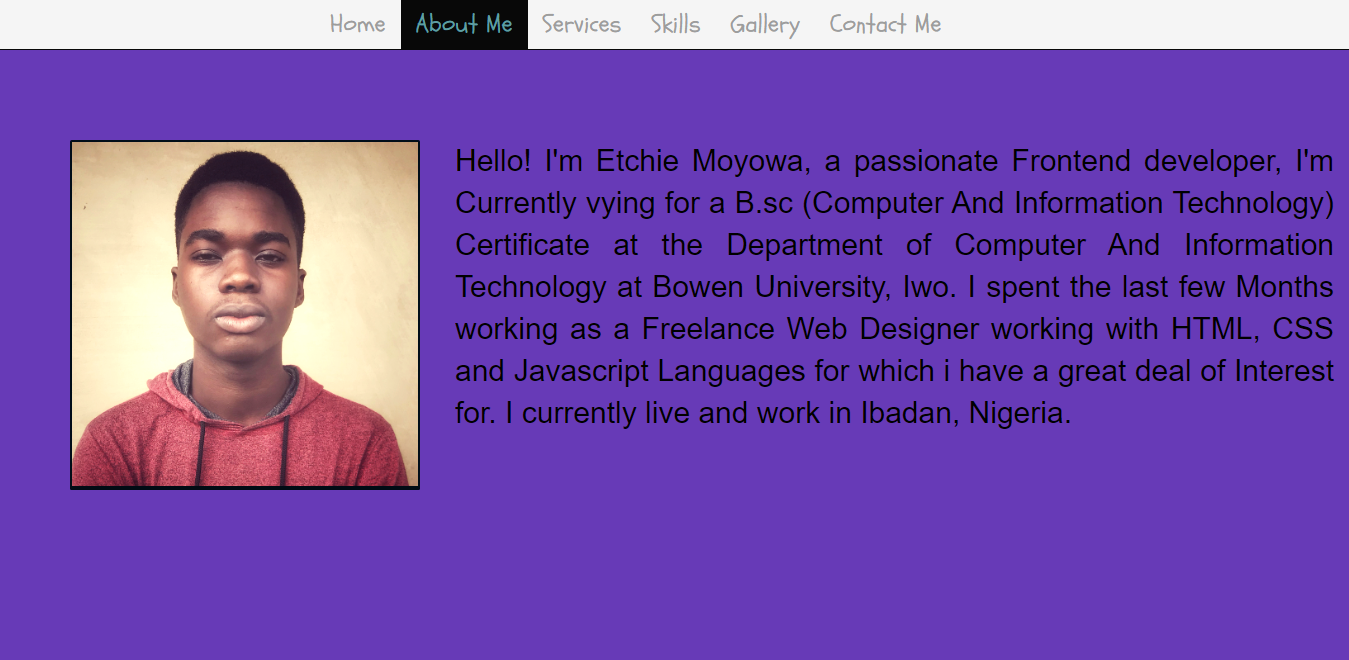 Home About Me Services Skills Gallery Contact Me
Hello! I'm Etchie Moyowa, a passionate Frontend developer, I'm
Currently vying for a B.sc (Computer And Information Technology)
Certificate at the Department of Computer And Information
Technology at Bowen University, Iwo. I spent the last few Months
working as a Freelance Web Designer working with HTML, CSS
and Javascript Languages for which i have a great deal of Interest
for. I currently live and work in Ibadan, Nigeria.